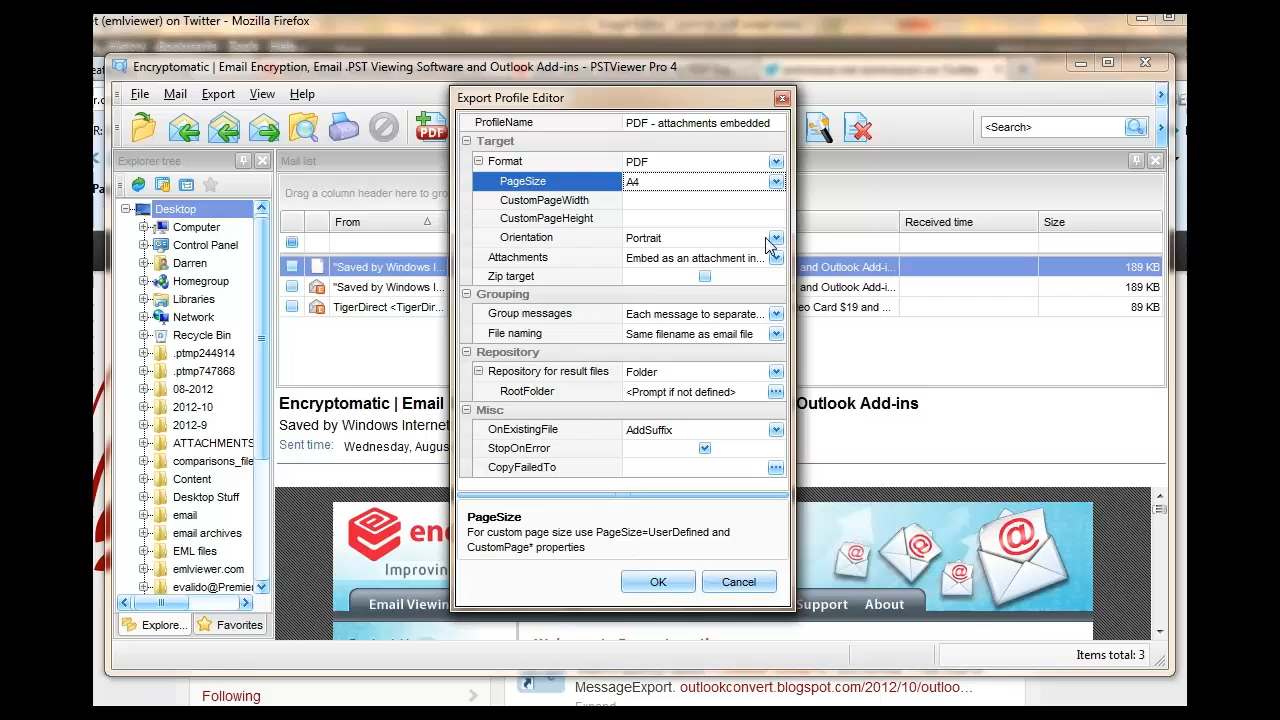 et (emlviewer) on Twitter - Mozilla Firefox
History Bookmarks Tools Help
Encryptomatic | Email Encryption, Email .PST Viewing Software and Outlook Add-ins - PSTViewer Pro 4
File Mail Export View Help
PDF
<Search>
Explorer tree
Mail list
Drag a column header here to gro
From
Received time
Size
"Saved by Windows I...
and Outlook Add-i...
189 KB
"Saved by Windows I...
and Outlook Add-i...
189 KB
TigerDirect <TigerDir...
eo Card $19 and ...
89 KB
Desktop
Computer
Control Panel
Darren
Homegroup
Libraries
Network
Recycle Bin
.ptmp244914
.ptmp747868
08-2012
2012-10
2012-9
ATTACHMENTS
comparisons_file
Content
Desktop Stuff
email
email archives
EML files
emlviewer.com
evalido@Premier
Explore...
Favorites
Export Profile Editor
ProfileName PDF - attachments embedded
Target
Format PDF
PageSize A4
CustomPageWidth
CustomPageHeight
Orientation Portrait
Attachments Embed as an attachment in...
Zip target
Grouping
Group messages Each message to separate...
File naming Same filename as email file
Repository
Repository for result files Folder
RootFolder <Prompt if not defined>
Misc
OnExistingFile AddSuffix
StopOnError
CopyFailedTo
PageSize
For custom page size use PageSize=UserDefined and
CustomPage* properties
OK
Cancel
Encryptomatic | Email
Outlook Add-ins
Saved by Windows Internet
Sent time: Wednesday, Augus
en
Improvin
Email Viewin
Support
About
Items total: 3
Following
MessageExport. outlookconvert.blogspot.com/2012/10/outloo...
Expand